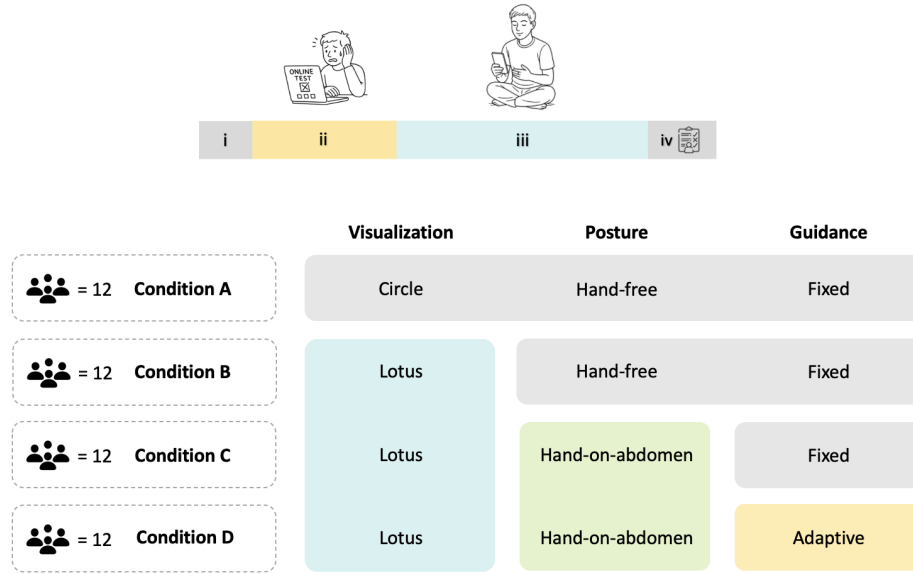 ONLINE
TEST
i ii iii iv
Visualization Posture Guidance
= 12 Condition A Circle Hand-free Fixed
= 12 Condition B Lotus Hand-free Fixed
= 12 Condition C Lotus Hand-on-abdomen Fixed
= 12 Condition D Lotus Hand-on-abdomen Adaptive